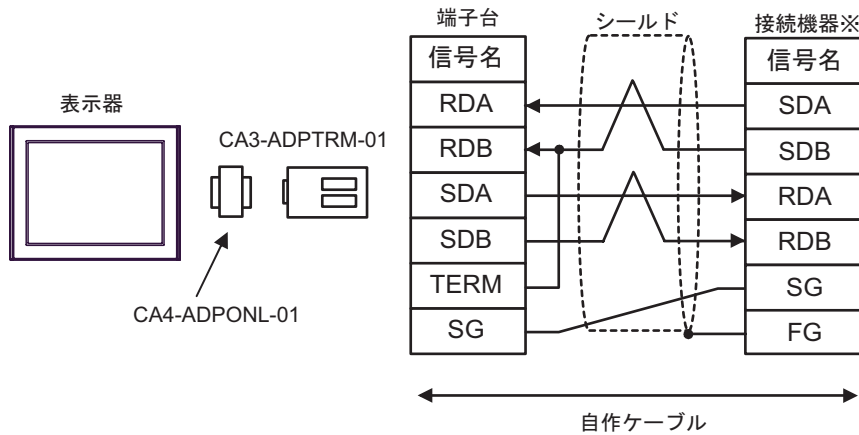 端子台
シールド
接続機器※
信号名
信号名
表示器
CA3-ADPTRM-01
CA4-ADPONL-01
RDA
SDA
RDB
SDB
SDA
RDA
SDB
RDB
TERM
SG
SG
FG
自作ケーブル